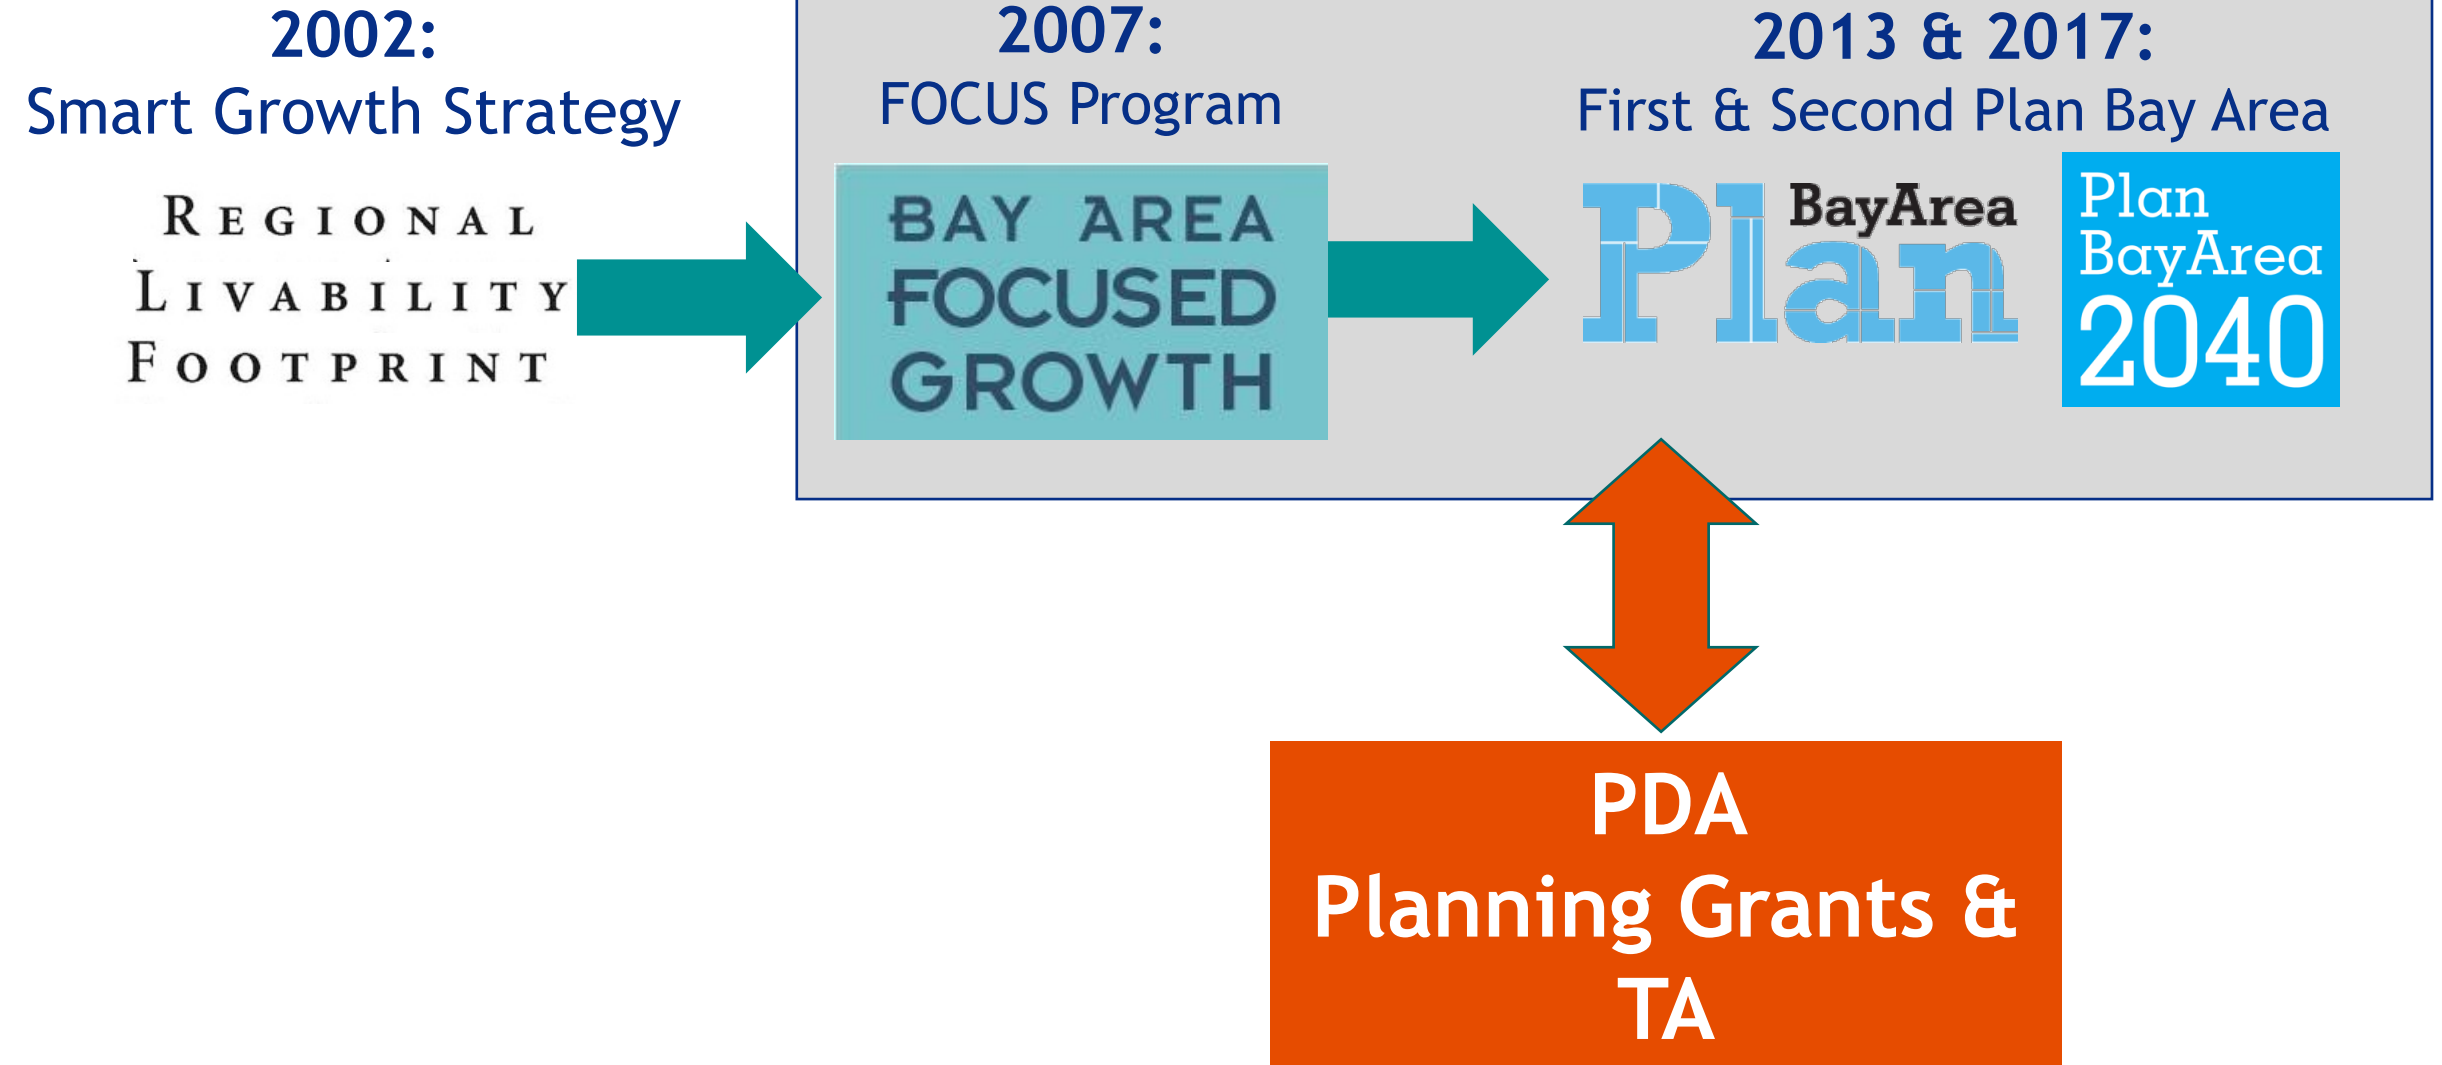 2002:
Smart Growth Strategy
REGIONAL
LIVABILITY
FOOTPRINT
2007:
FOCUS Program
BAY AREA
FOCUSED
GROWTH
2013 & 2017:
First & Second Plan Bay Area
BayArea
Plan
Plan
BayArea
2040
PDA
Planning Grants &
TA